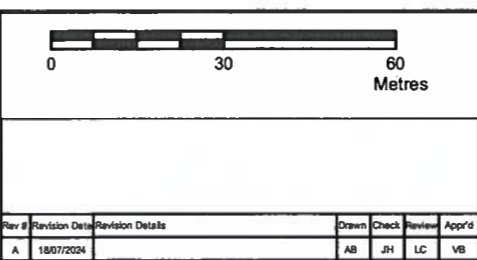 0 30 60
Metres
Rev # Revision Date Revision Details Drawn Check Review Appr'd
A 18/07/2024 AB JH LC VB